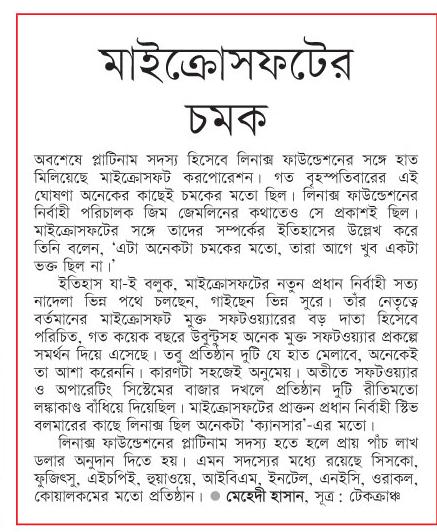 মাইক্রোসফটের
চমক
অবশেষে প্লাটিনাম সদস্য হিসেবে লিনাক্স ফাউন্ডেশনের সঙ্গে হাত
মিলিয়েছে মাইক্রোসফট করপোরেশন। গত বৃহস্পতিবারের এই
ঘোষণা অনেকের কাছেই চমকের মতো ছিল। লিনাক্স ফাউন্ডেশনের
নির্বাহী পরিচালক জিম জেমলিনের কথাতেও সে প্রকাশই ছিল।
মাইক্রোসফটের সঙ্গে তাদের সম্পর্কের ইতিহাসের উল্লেখ করে
তিনি বলেন, ‘এটা অনেকটা চমকের মতো, তারা আগে খুব একটা
ভক্ত ছিল না।’
ইতিহাস যা-ই বলুক, মাইক্রোসফটের নতুন প্রধান নির্বাহী সত্য
নাদেলা ভিন্ন পথে চলছেন, গাইছেন ভিন্ন সুরে। তাঁর নেতৃত্বে
বর্তমানের মাইক্রোসফট মুক্ত সফটওয়্যারের বড় দাতা হিসেবে
পরিচিত, গত কয়েক বছরে উবুন্টুসহ অনেক মুক্ত সফটওয়্যার প্রকল্পে
সমর্থন দিয়ে এসেছে। তবু প্রতিষ্ঠান দুটি যে হাত মেলাবে, অনেকেই
তা আশা করেননি। কারণটা সহজেই অনুমেয়। অতীতে সফটওয়্যার
ও অপারেটিং সিস্টেমের বাজার দখলে প্রতিষ্ঠান দুটি রীতিমতো
লঙ্কাকাণ্ড বাঁধিয়ে দিয়েছিল। মাইক্রোসফটের প্রাক্তন প্রধান নির্বাহী স্টিভ
বলমারের কাছে লিনাক্স ছিল অনেকটা ‘ক্যানসার’-এর মতো।
লিনাক্স ফাউন্ডেশনের প্লাটিনাম সদস্য হতে হলে প্রায় পাঁচ লাখ
ডলার অনুদান দিতে হয়। এমন সদস্যের মধ্যে রয়েছে সিসকো,
ফুজিৎসু, এইচপিই, হুয়াওয়ে, আইবিএম, ইনটেল, এনইসি, ওরাকল,
কোয়ালকমের মতো প্রতিষ্ঠান। ● মেহেদী হাসান, সূত্র : টেকক্রাঞ্চ